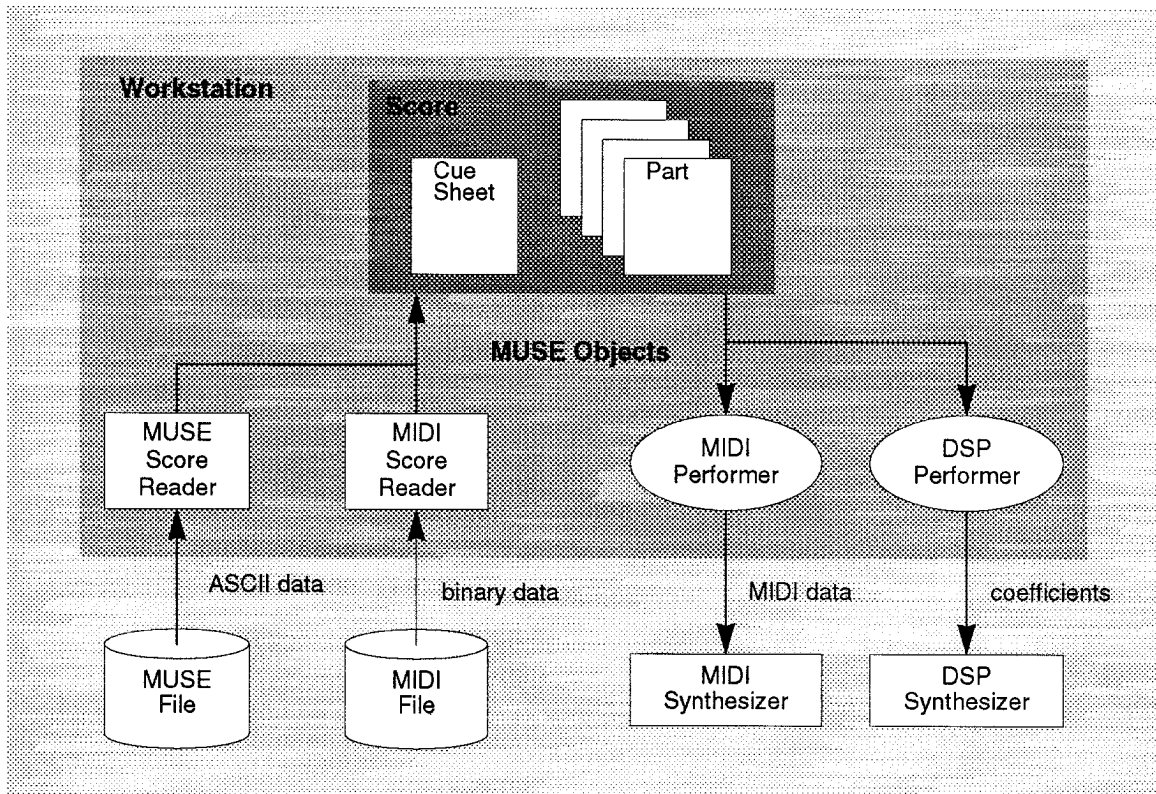 Workstation
Score
Cue
Sheet
Part
MUSE Objects
MUSE
Score
Reader
MIDI
Score
Reader
MIDI
Performer
DSP
Performer
ASCII data
binary data
MIDI data
coefficients
MUSE
File
MIDI
File
MIDI
Synthesizer
DSP
Synthesizer